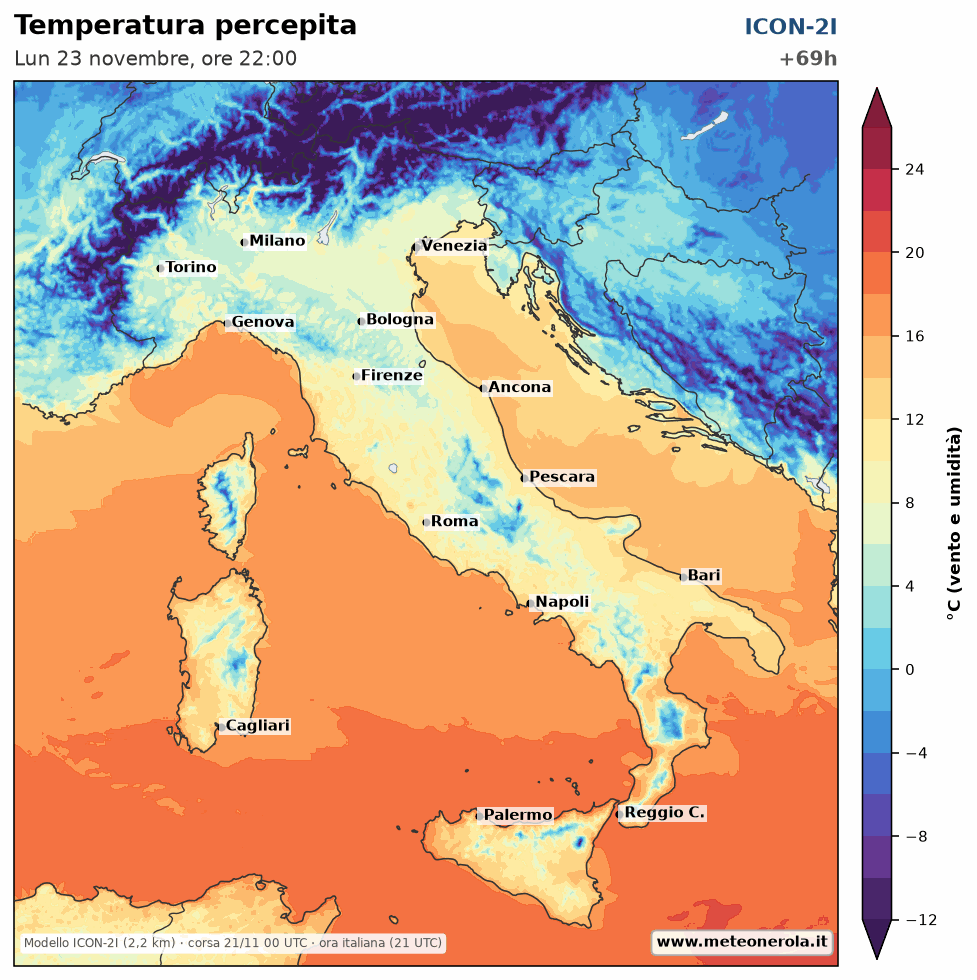 Temperatura percepita
ICON-2I
Lun 23 novembre, ore 22:00
+69h
Milano
Venezia
Torino
Genova
Bologna
Firenze
Ancona
Pescara
Roma
Bari
Napoli
Cagliari
Palermo
Reggio C.
24
20
16
12
8
4
0
−4
−8
−12
°C (vento e umidità)
Modello ICON-2I (2,2 km) · corsa 21/11 00 UTC · ora italiana (21 UTC)
www.meteonerola.it